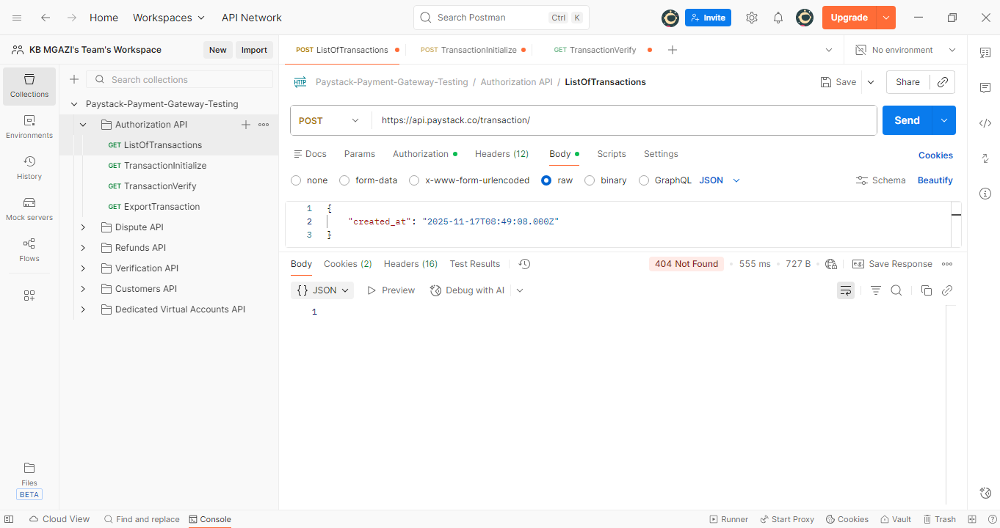 Home Workspaces API Network Search Postman Ctrl K Invite Upgrade
KB MGAZI's Team's Workspace New Import
POST ListOfTransactions POST TransactionInitialize GET TransactionVerify No environment
Collections
Environments
History
Mock servers
Flows
Files
BETA
Search collections
Paystack-Payment-Gateway-Testing
Authorization API
GET ListOfTransactions
GET TransactionInitialize
GET TransactionVerify
GET ExportTransaction
Dispute API
Refunds API
Verification API
Customers API
Dedicated Virtual Accounts API
HTTP Paystack-Payment-Gateway-Testing / Authorization API / ListOfTransactions Save Share
POST https://api.paystack.co/transaction/ Send
Docs Params Authorization Headers (12) Body Scripts Settings Cookies
none form-data x-www-form-urlencoded raw binary GraphQL JSON Schema Beautify
1 {
2 "created_at": "2025-11-17T08:49:08.000Z"
3 }
Body Cookies (2) Headers (16) Test Results 404 Not Found 555 ms 727 B e.g. Save Response
{} JSON Preview Debug with AI
1
Cloud View Find and replace Console Runner Start Proxy Cookies Vault Trash